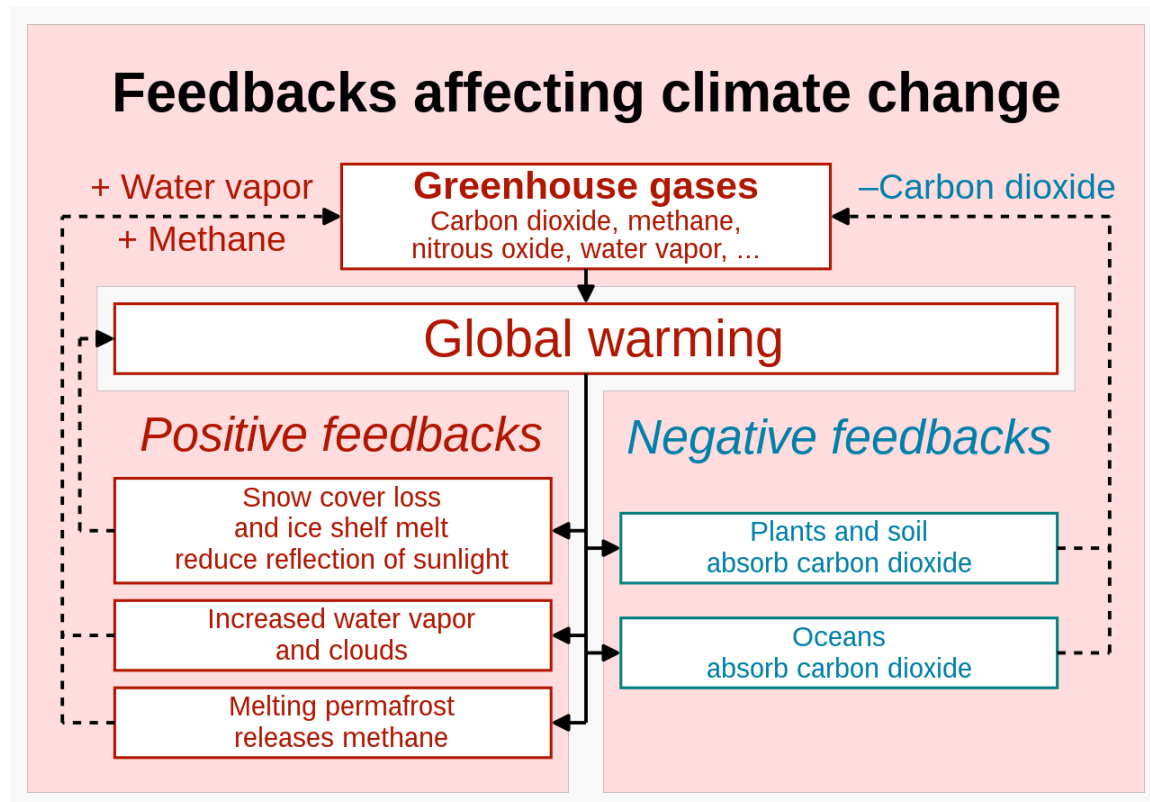 Feedbacks affecting climate change
+ Water vapor
+ Methane
Greenhouse gases
Carbon dioxide, methane,
nitrous oxide, water vapor, ...
–Carbon dioxide
Global warming
Positive feedbacks
Snow cover loss
and ice shelf melt
reduce reflection of sunlight
Increased water vapor
and clouds
Melting permafrost
releases methane
Negative feedbacks
Plants and soil
absorb carbon dioxide
Oceans
absorb carbon dioxide